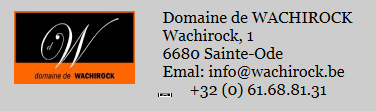 d W
domaine de WACHIROCK
Domaine de WACHIROCK
Wachirock, 1
6680 Sainte-Ode
Emal: info@wachirock.be
+32 (0) 61.68.81.31